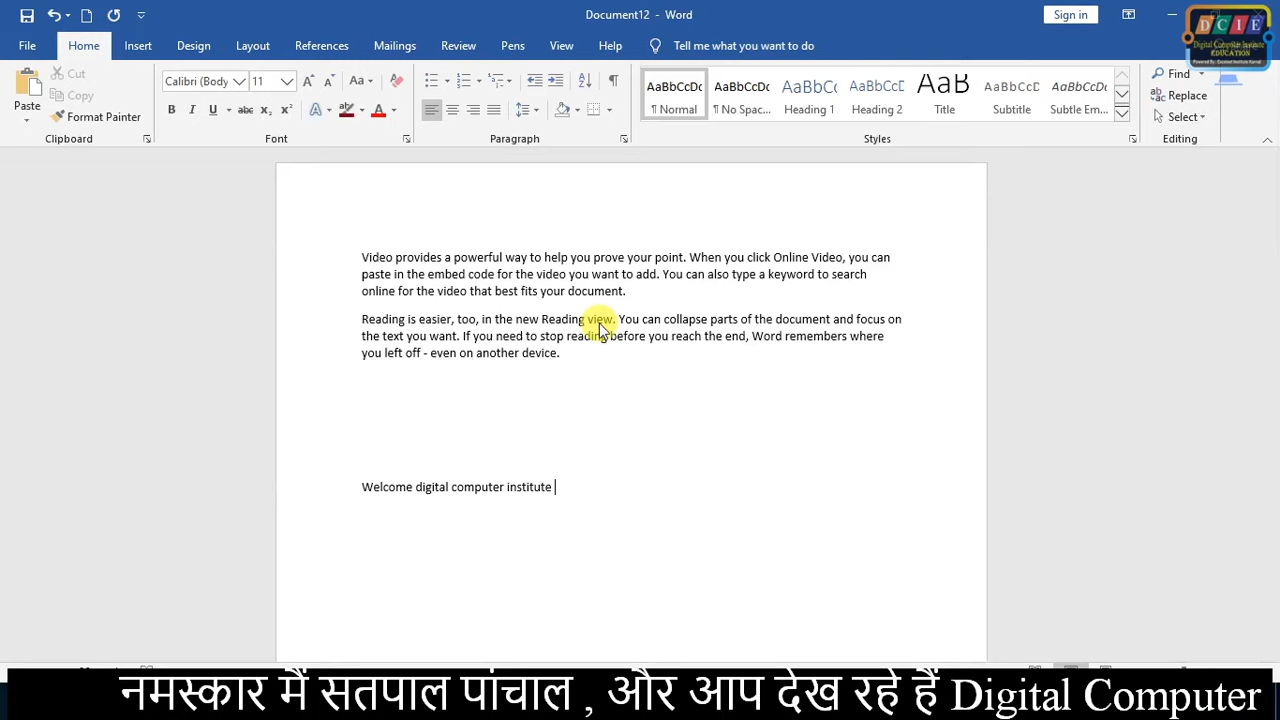 Document12 - Word
Sign in
DCIE
Digital Computer Institute
EDUCATION
File Home Insert Design Layout References Mailings Review Pens View Help Tell me what you want to do
Paste
Cut
Copy
Format Painter
Calibri (Body 11
AaBbCcDc AaBbCcDc AaBbCc AaBbCcD AaB AaBbCcD AaBbCcDc
¶ Normal ¶ No Spac... Heading 1 Heading 2 Title Subtitle Subtle Em...
Find
Replace
Select
Clipboard Font Paragraph Styles Editing
Video provides a powerful way to help you prove your point. When you click Online Video, you can
paste in the embed code for the video you want to add. You can also type a keyword to search
online for the video that best fits your document.
Reading is easier, too, in the new Reading view. You can collapse parts of the document and focus on
the text you want. If you need to stop reading before you reach the end, Word remembers where
you left off - even on another device.
Welcome digital computer institute
नमस्कार मैं सतपाल पांचाल , और आप देख रहे हैं Digital Computer